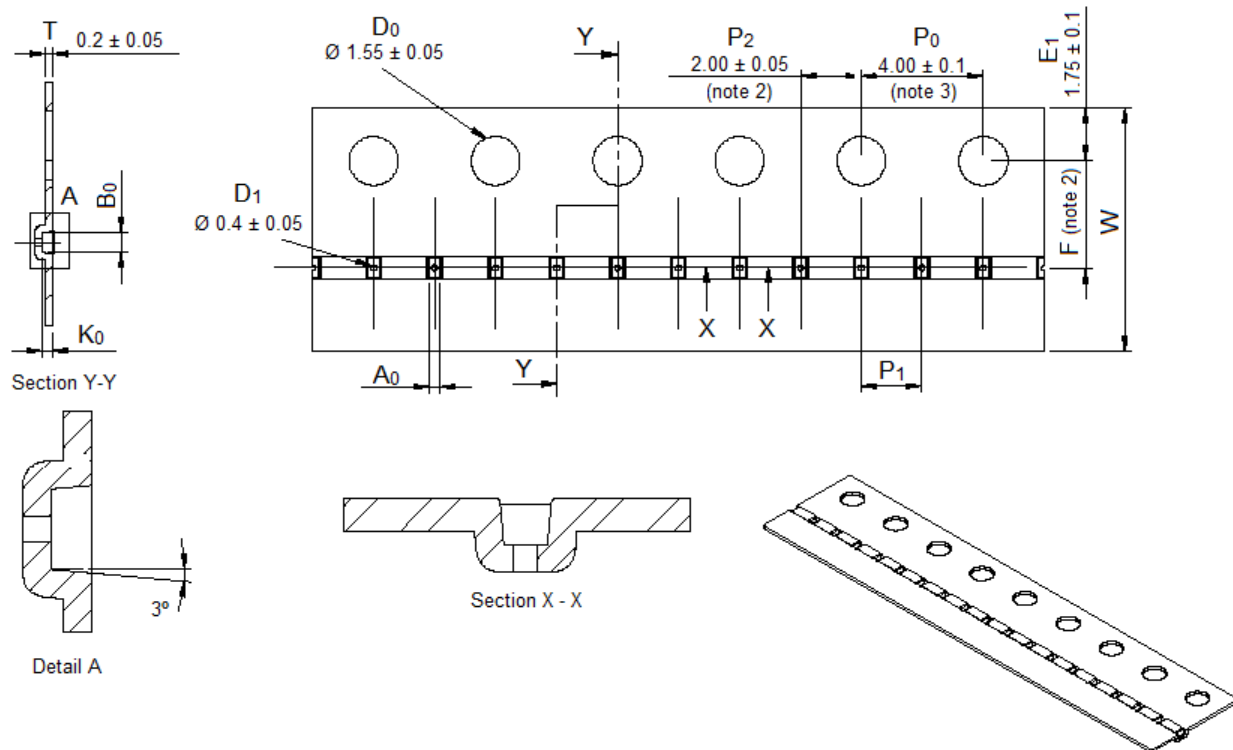 T
0.2 ± 0.05
D0
Ø 1.55 ± 0.05
Y
P2
2.00 ± 0.05
(note 2)
P0
4.00 ± 0.1
(note 3)
E1
1.75 ± 0.1
B0
A
D1
Ø 0.4 ± 0.05
F (note 2)
W
K0
Section Y-Y
A0
Y
X
X
P1
3º
Detail A
Section X - X